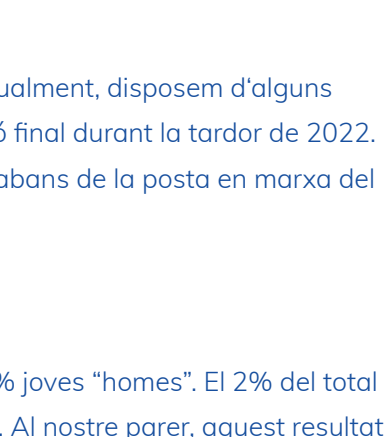 ualment, disposem d‘alguns
ó final durant la tardor de 2022.
abans de la posta en marxa del
% joves “homes”. El 2% del total
. Al nostre parer, aquest resultat